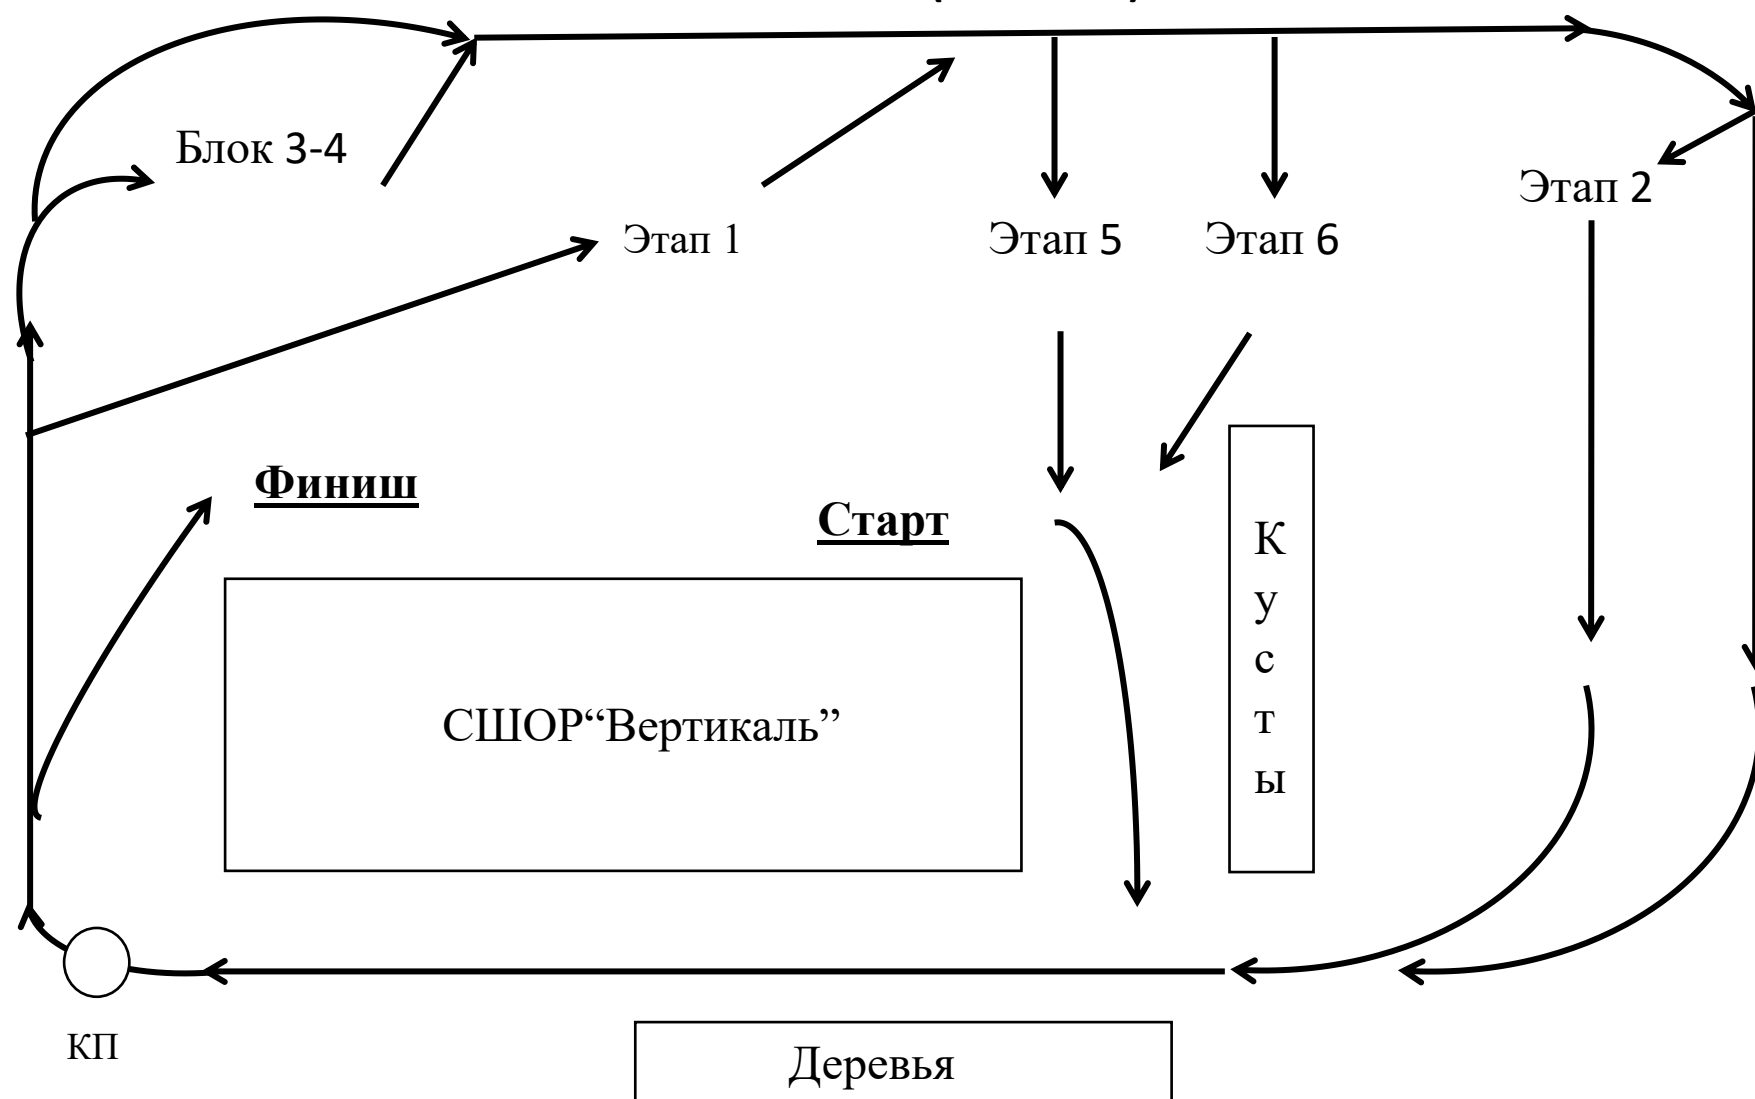 Блок 3-4
Этап 2
Этап 1
Этап 5
Этап 6
Финиш
Старт
К
у
с
т
ы
СШОР“Вертикаль”
КП
Деревья